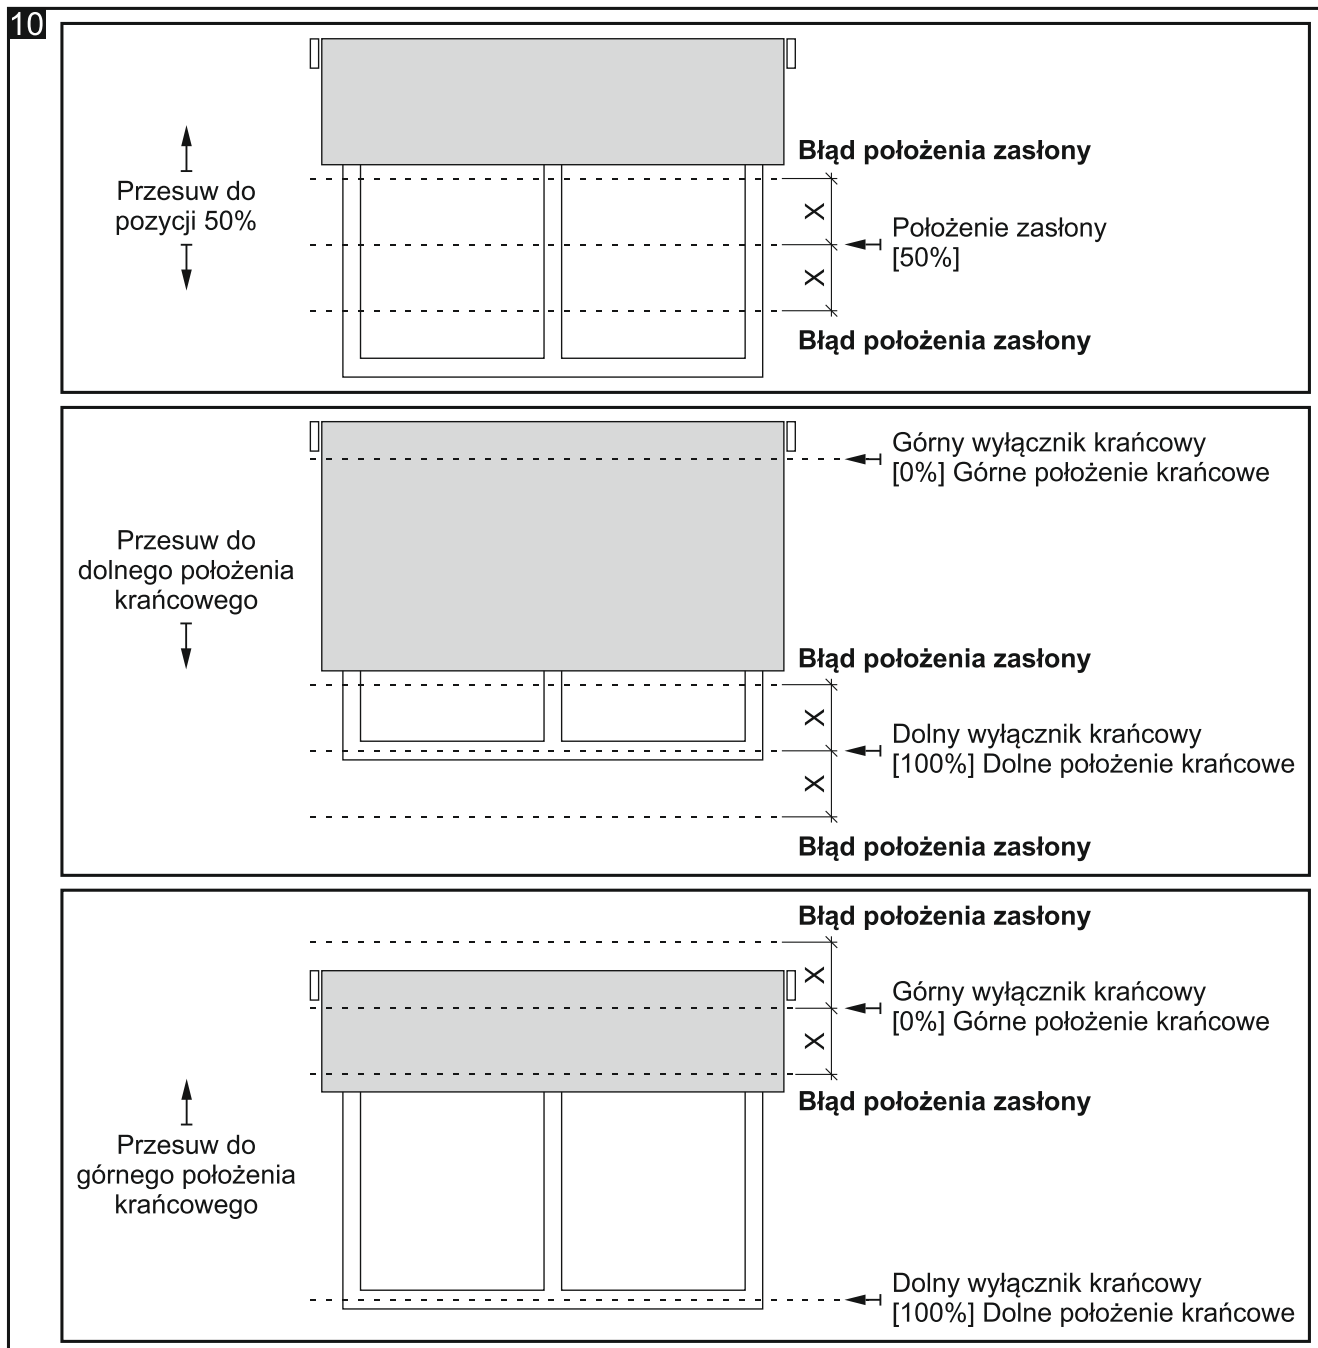 10
Błąd położenia zasłony
Przesuw do
pozycji 50%
X
Położenie zasłony
[50%]
X
Błąd położenia zasłony
Górny wyłącznik krańcowy
[0%] Górne położenie krańcowe
Przesuw do
dolnego położenia
krańcowego
Błąd położenia zasłony
X
Dolny wyłącznik krańcowy
[100%] Dolne położenie krańcowe
X
Błąd położenia zasłony
Błąd położenia zasłony
X
Górny wyłącznik krańcowy
[0%] Górne położenie krańcowe
X
Błąd położenia zasłony
Przesuw do
górnego położenia
krańcowego
Dolny wyłącznik krańcowy
[100%] Dolne położenie krańcowe